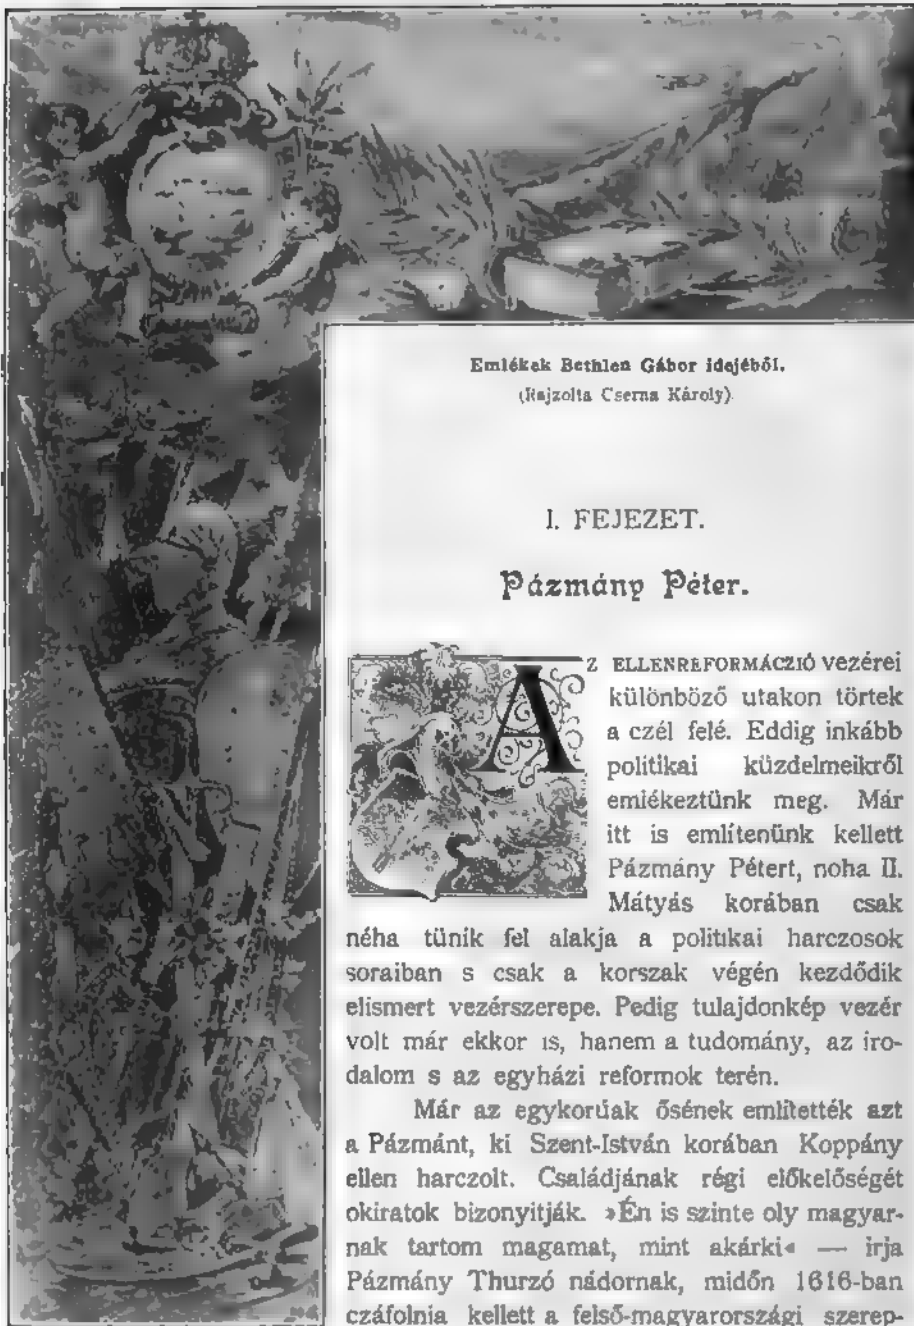 Emlékek Bethlen Gábor idejéből.
(Rajzolta Cserna Károly)
I. FEJEZET.
Pázmány Péter.
AZ ELLENREFORMÁCZIÓ vezérei
különböző utakon törtek
a czél felé. Eddig inkább
politikai küzdelmeikről
emlékeztünk meg. Már
itt is említenünk kellett
Pázmány Pétert, noha II.
Mátyás korában csak
néha tünik fel alakja a politikai harczosok
soraiban s csak a korszak végén kezdődik
elismert vezérszerepe. Pedig tulajdonkép vezér
volt már ekkor is, hanem a tudomány, az iro-
dalom s az egyházi reformok terén.
Már az egykorúak ősének említették azt
a Pázmánt, ki Szent-István korában Koppány
ellen harczolt. Családjának régi előkelőségét
okiratok bizonyitják. »Én is szinte oly magyar-
nak tartom magamat, mint akárki« — irja
Pázmány Thurzó nádornak, midőn 1616-ban
czáfolnia kellett a felső-magyarországi szerep-